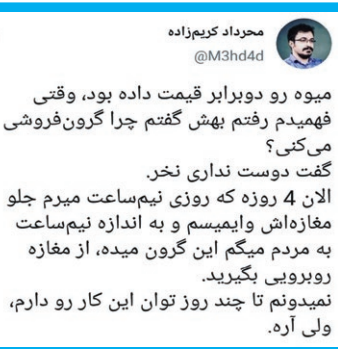 محرداد کریم‌زاده
@M3hd4d
میوه رو دوبرابر قیمت داده بود، وقتی
فهمیدم رفتم بهش گفتم چرا گرون‌فروشی
می‌کنی؟
گفت دوست نداری نخر.
الان 4 روزه که روزی نیم‌ساعت میرم جلو
مغازه‌اش وایمیسم و به اندازه نیم‌ساعت
به مردم میگم این گرون میده، از مغازه
روبرویی بگیرید.
نمیدونم تا چند روز توان این کار رو دارم،
ولی آره.